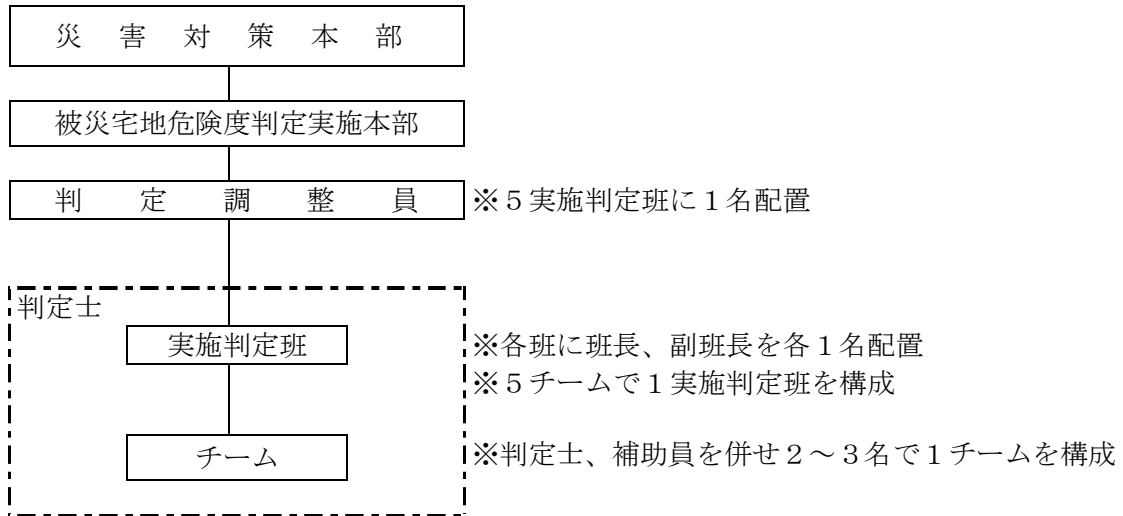 災害対策本部
被災宅地危険度判定実施本部
判定調整員 ※5実施判定班に1名配置
判定士
実施判定班 ※各班に班長、副班長を各1名配置
※5チームで1実施判定班を構成
チーム ※判定士、補助員を併せ2~3名で1チームを構成